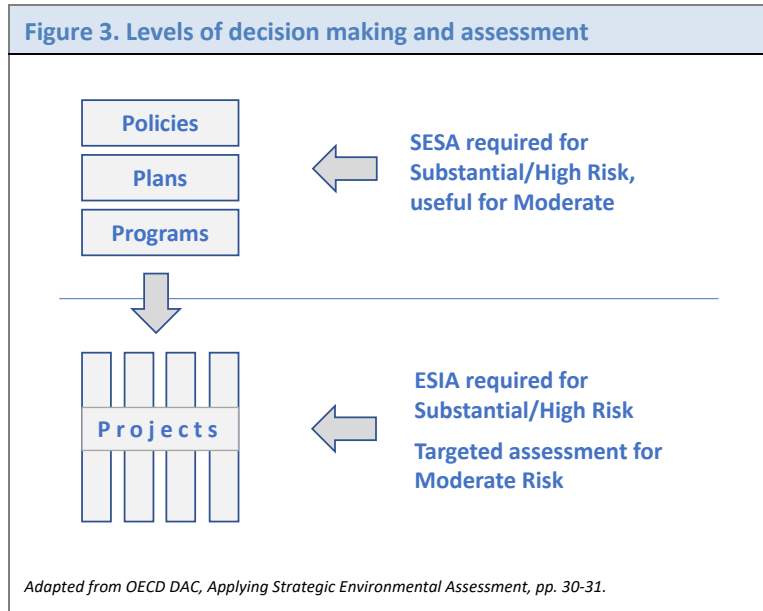 Figure 3. Levels of decision making and assessment
Policies
Plans
Programs
SESA required for
Substantial/High Risk,
useful for Moderate
Projects
ESIA required for
Substantial/High Risk
Targeted assessment for
Moderate Risk
Adapted from OECD DAC, Applying Strategic Environmental Assessment, pp. 30-31.